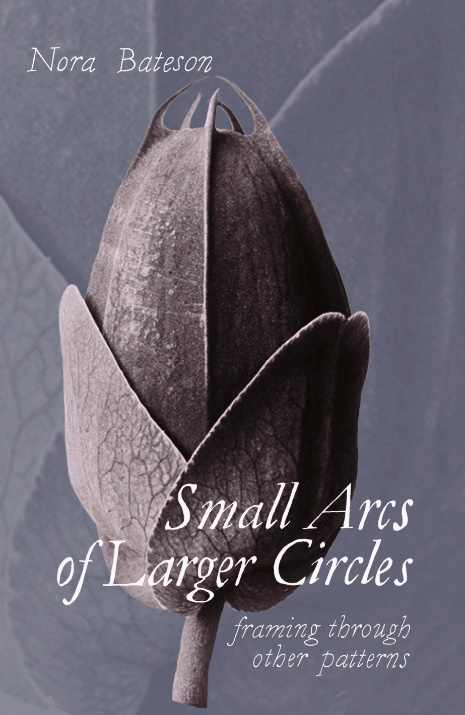 Nora Bateson
Small Arcs
of Larger Circles
framing through
other patterns